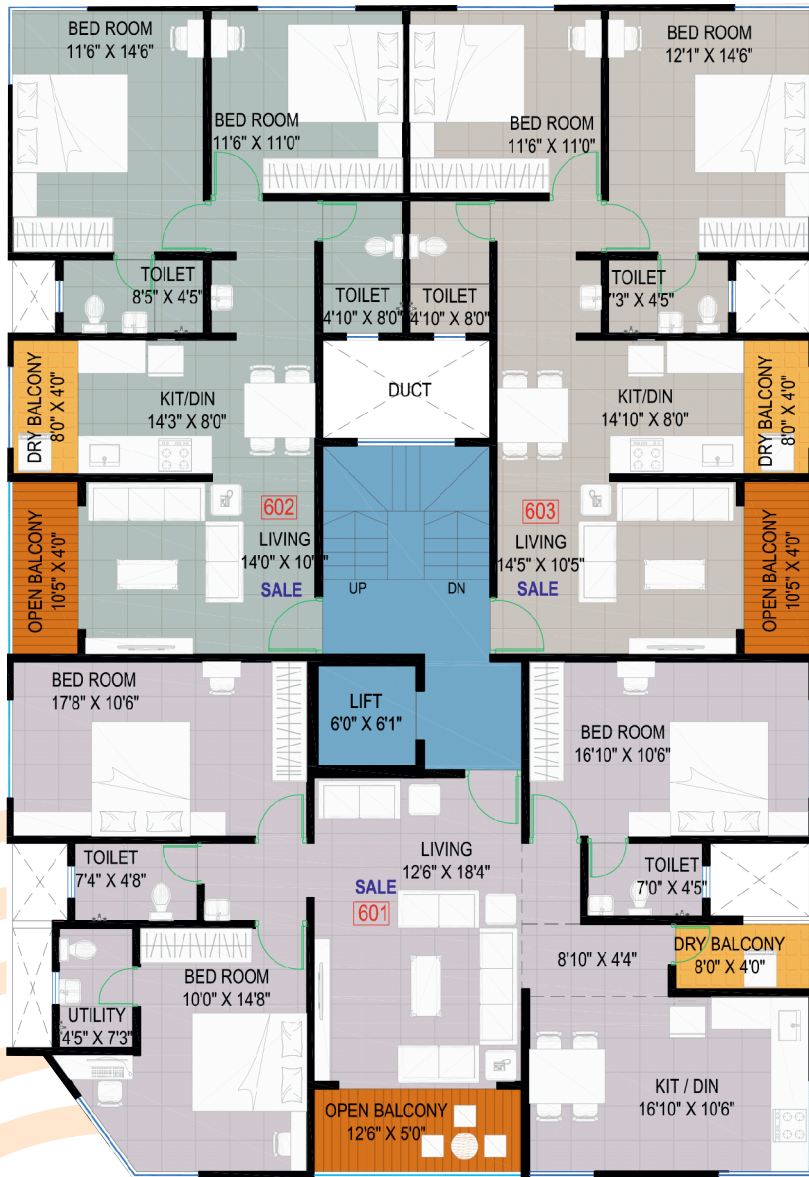 BED ROOM
11'6" X 14'6"
BED ROOM
11'6" X 11'0"
BED ROOM
11'6" X 11'0"
BED ROOM
12'1" X 14'6"
TOILET
8'5" X 4'5"
TOILET
4'10" X 8'0"
TOILET
4'10" X 8'0"
TOILET
7'3" X 4'5"
DRY BALCONY
8'0" X 4'0"
KIT/DIN
14'3" X 8'0"
DUCT
KIT/DIN
14'10" X 8'0"
DRY BALCONY
8'0" X 4'0"
OPEN BALCONY
10'5" X 4'0"
602
LIVING
14'0" X
SALE
UP
DN
603
LIVING
14'5" X 10'5"
SALE
OPEN BALCONY
10'5" X 4'0"
BED ROOM
17'8" X 10'6"
LIFT
6'0" X 6'1"
BED ROOM
16'10" X 10'6"
TOILET
7'4" X 4'8"
LIVING
12'6" X 18'4"
SALE
601
TOILET
7'0" X 4'5"
UTILITY
4'5" X 7'3"
BED ROOM
10'0" X 14'8"
8'10" X 4'4"
DRY BALCONY
8'0" X 4'0"
OPEN BALCONY
12'6" X 5'0"
KIT / DIN
16'10" X 10'6"